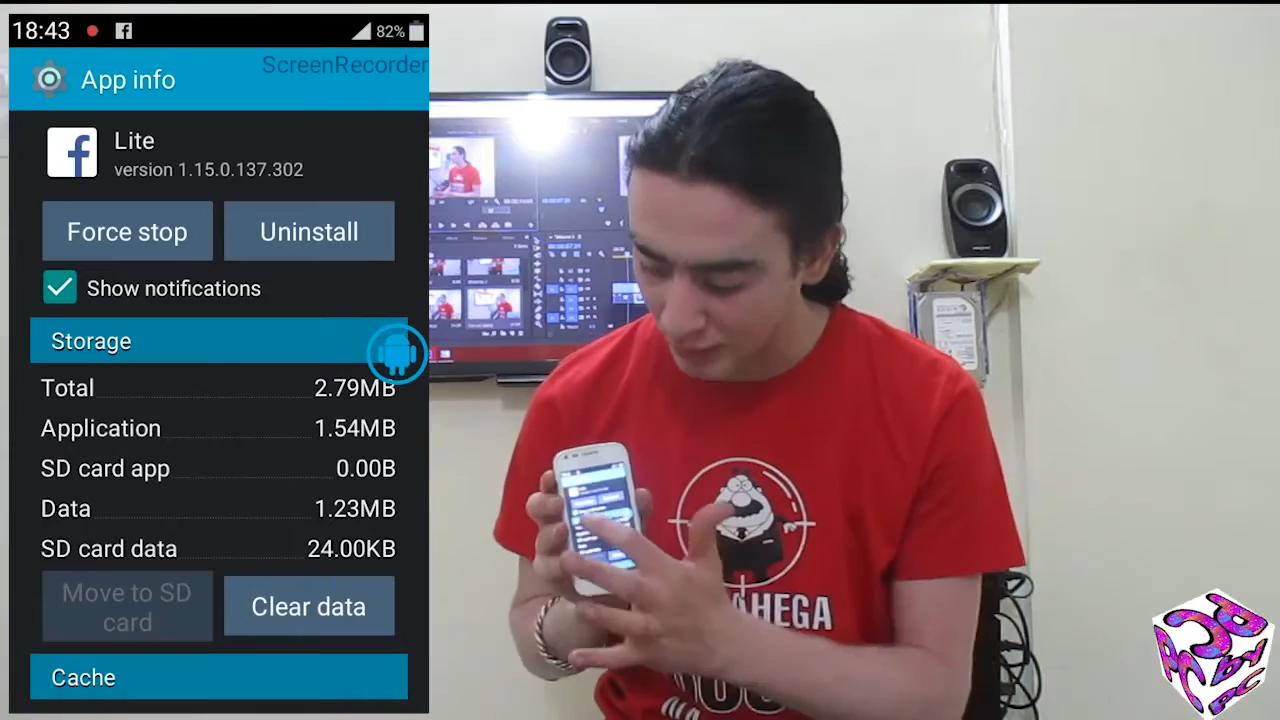 18:43
82%
ScreenRecorder
App info
Lite
version 1.15.0.137.302
Force stop
Uninstall
Show notifications
Storage
Total 2.79MB
Application 1.54MB
SD card app 0.00B
Data 1.23MB
SD card data 24.00KB
Move to SD
card
Clear data
Cache
AHEGA